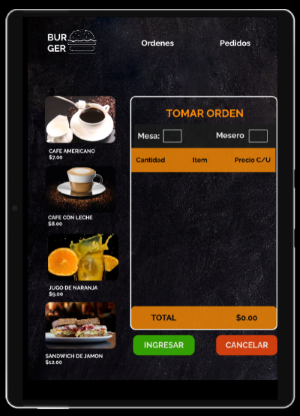 BUR
GER
Ordenes
Pedidos
TOMAR ORDEN
Mesa:
Mesero
Cantidad Item Precio C/U
CAFE AMERICANO
$7.00
CAFE CON LECHE
$8.00
JUGO DE NARANJA
$9.00
SANDWICH DE JAMON
$12.00
TOTAL $0.00
INGRESAR
CANCELAR